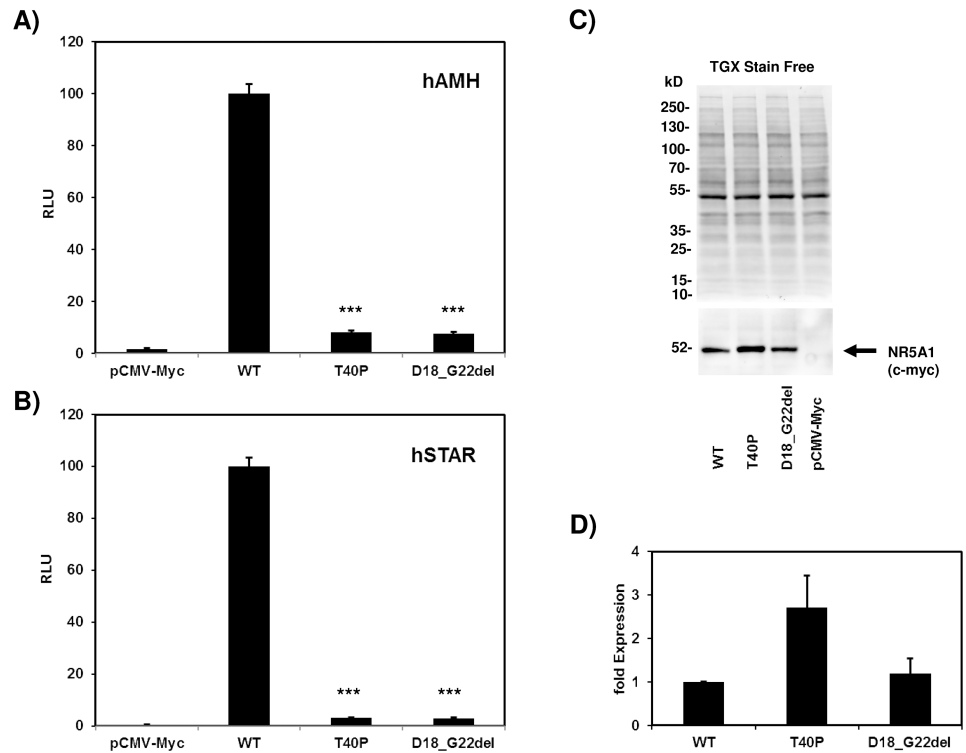 A)
120
100
80
60
40
20
0
RLU
hAMH
***
***
pCMV-Myc WT T40P D18_G22del
B)
120
100
80
60
40
20
0
RLU
hSTAR
***
***
pCMV-Myc WT T40P D18_G22del
C)
TGX Stain Free
kD
250-
130-
100-
70-
55-
35-
25-
15-
10-
52-
NR5A1
(c-myc)
WT
T40P
D18_G22del
pCMV-Myc
D)
4
3
2
1
0
fold Expression
WT T40P D18_G22del